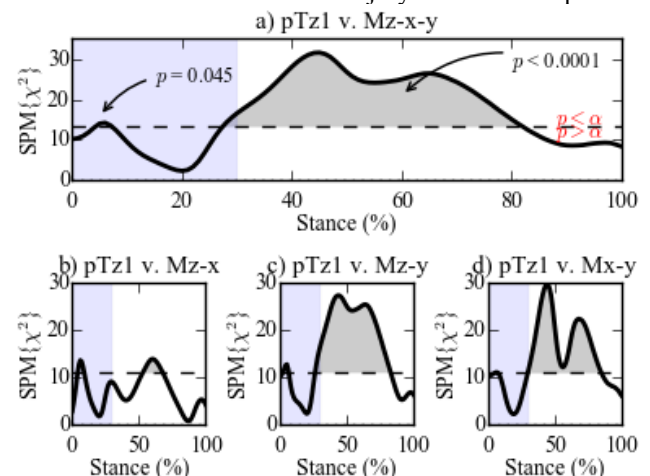 a) pTz1 v. Mz-x-y
SPM{χ²}
30
20
10
0
p = 0.045
p < 0.0001
p < α
p > α
0 20 40 60 80 100
Stance (%)
b) pTz1 v. Mz-x
SPM{χ²}
30
20
10
0
0 50 100
Stance (%)
c) pTz1 v. Mz-y
SPM{χ²}
30
20
10
0
0 50 100
Stance (%)
d) pTz1 v. Mx-y
SPM{χ²}
30
20
10
0
0 50 100
Stance (%)